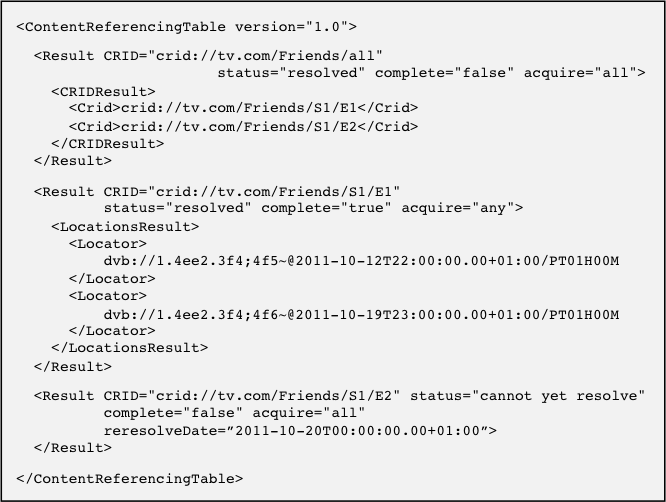 <ContentReferencingTable version="1.0">
<Result CRID="crid://tv.com/Friends/all"
status="resolved" complete="false" acquire="all">
<CRIDResult>
<Crid>crid://tv.com/Friends/S1/E1</Crid>
<Crid>crid://tv.com/Friends/S1/E2</Crid>
</CRIDResult>
</Result>
<Result CRID="crid://tv.com/Friends/S1/E1"
status="resolved" complete="true" acquire="any">
<LocationsResult>
<Locator>
dvb://1.4ee2.3f4;4f5~@2011-10-12T22:00:00.00+01:00/PT01H00M
</Locator>
<Locator>
dvb://1.4ee2.3f4;4f6~@2011-10-19T23:00:00.00+01:00/PT01H00M
</Locator>
</LocationsResult>
</Result>
<Result CRID="crid://tv.com/Friends/S1/E2" status="cannot yet resolve"
complete="false" acquire="all"
reresolveDate=”2011-10-20T00:00:00.00+01:00”>
</Result>
</ContentReferencingTable>